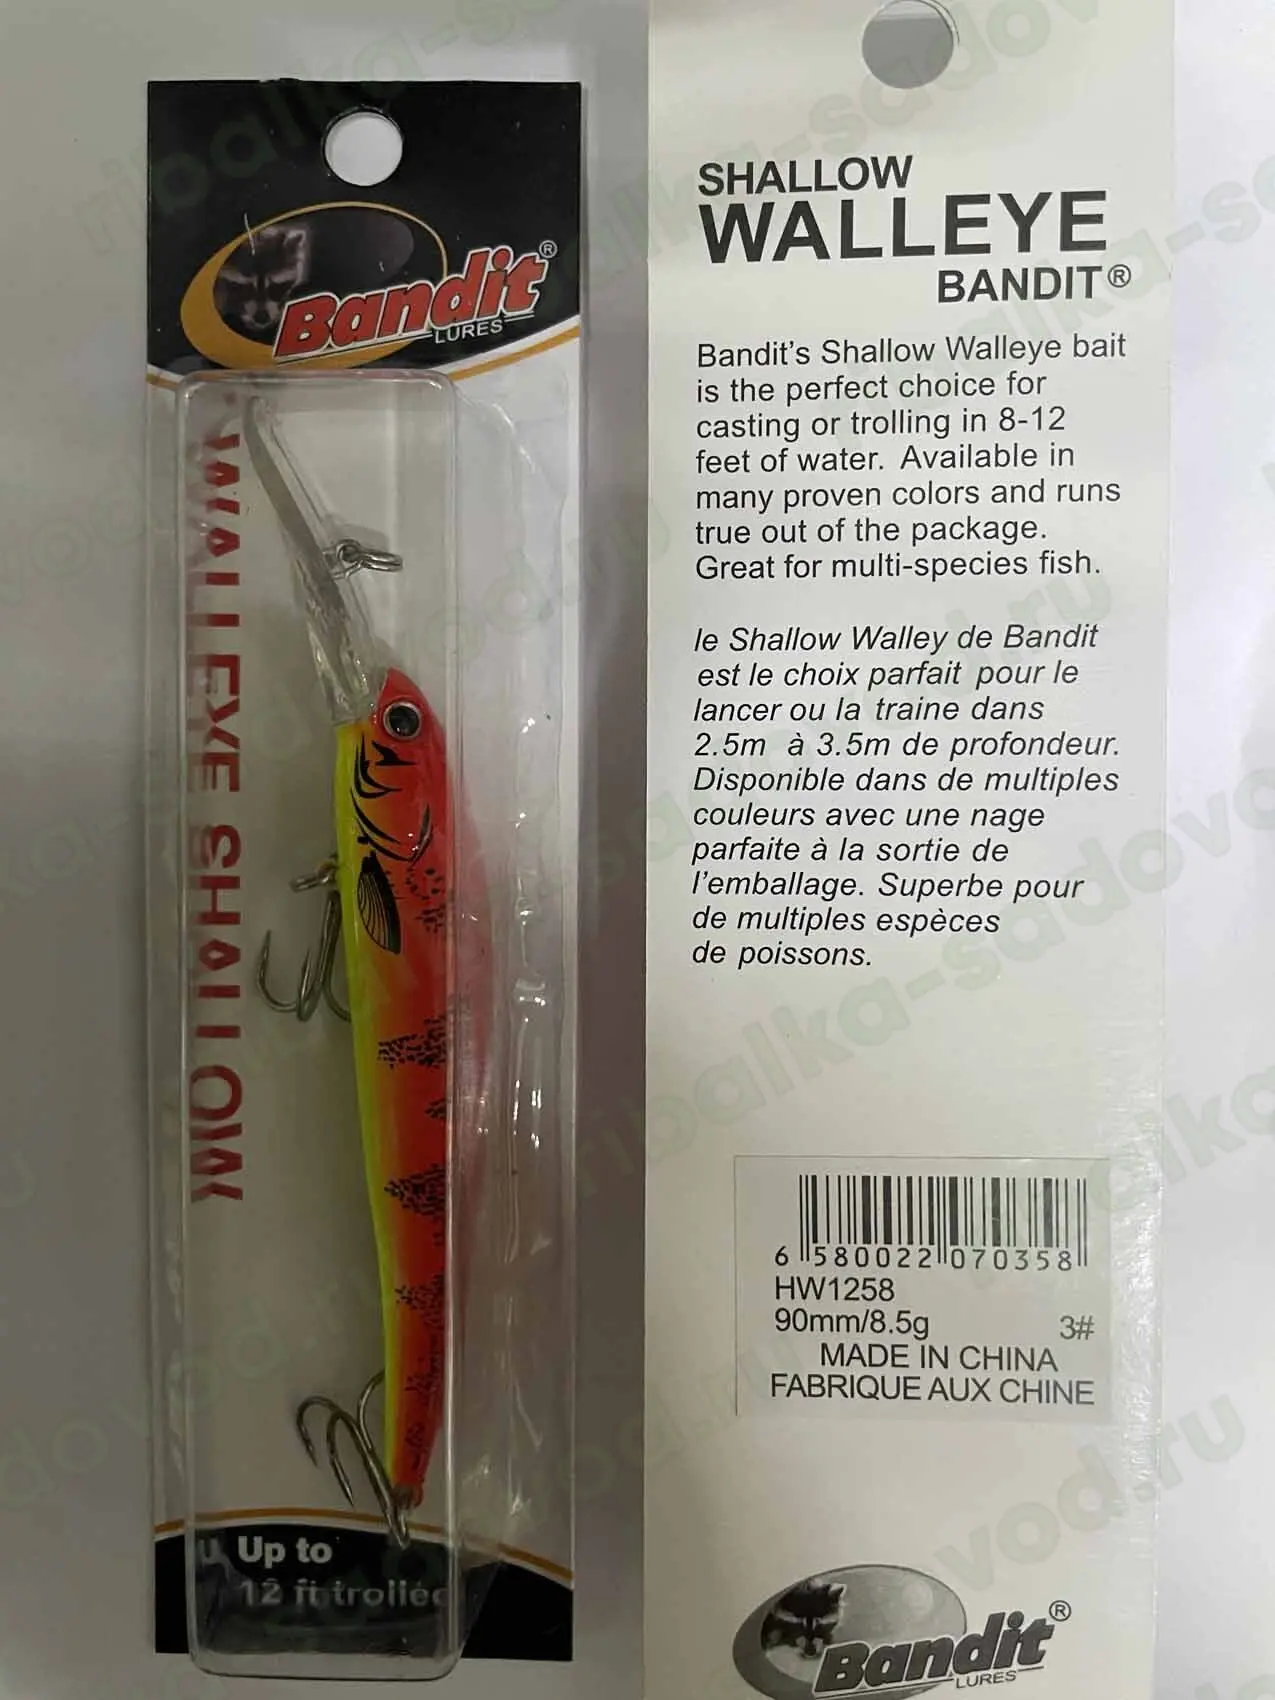 Bandit®
LURES
WALLEYE SHALLOW
Up to
12 ft trolled
SHALLOW
WALLEYE
BANDIT®
Bandit's Shallow Walleye bait
is the perfect choice for
casting or trolling in 8-12
feet of water. Available in
many proven colors and runs
true out of the package.
Great for multi-species fish.
le Shallow Walley de Bandit
est le choix parfait pour le
lancer ou la traine dans
2.5m à 3.5m de profondeur.
Disponible dans de multiples
couleurs avec une nage
parfaite à la sortie de
l'emballage. Superbe pour
de multiples espèces
de poissons.
6 580022 070358
HW1258
90mm/8.5g 3#
MADE IN CHINA
FABRIQUE AUX CHINE
Bandit®
LURES
ribalka-sadovod.ru